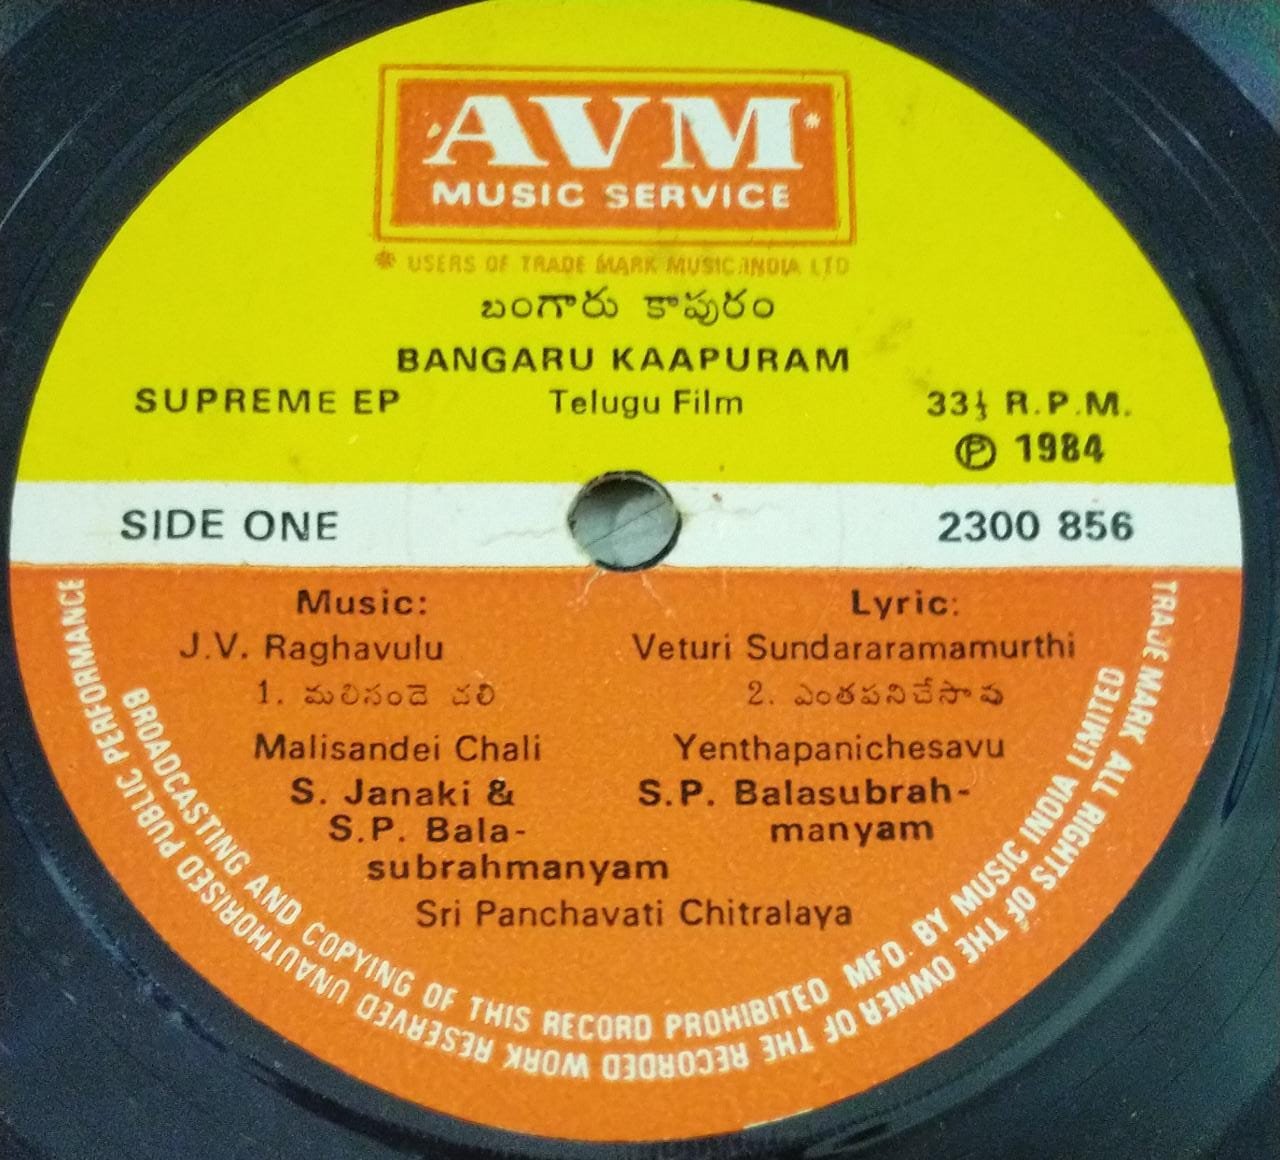 AVM*
MUSIC SERVICE
* USERS OF TRADE MARK MUSIC INDIA LTD
బంగారు కాపురం
BANGARU KAAPURAM
SUPREME EP Telugu Film 33⅓ R.P.M.
℗ 1984
SIDE ONE 2300 856
Music: Lyric:
J.V. Raghavulu Veturi Sundararamamurthi
1. మలిసందె చలి 2. ఎంతపనిచేసావు
Malisandei Chali Yenthapanichesavu
S. Janaki & S.P. Balasubrah-
S.P. Bala- manyam
subrahmanyam
Sri Panchavati Chitralaya
BROADCASTING AND COPYING OF THIS RECORD PROHIBITED MFD. BY MUSIC INDIA LIMITED
TRADE MARK ALL RIGHTS OF THE OWNER OF THE RECORDED WORK RESERVED UNAUTHORISED PUBLIC PERFORMANCE